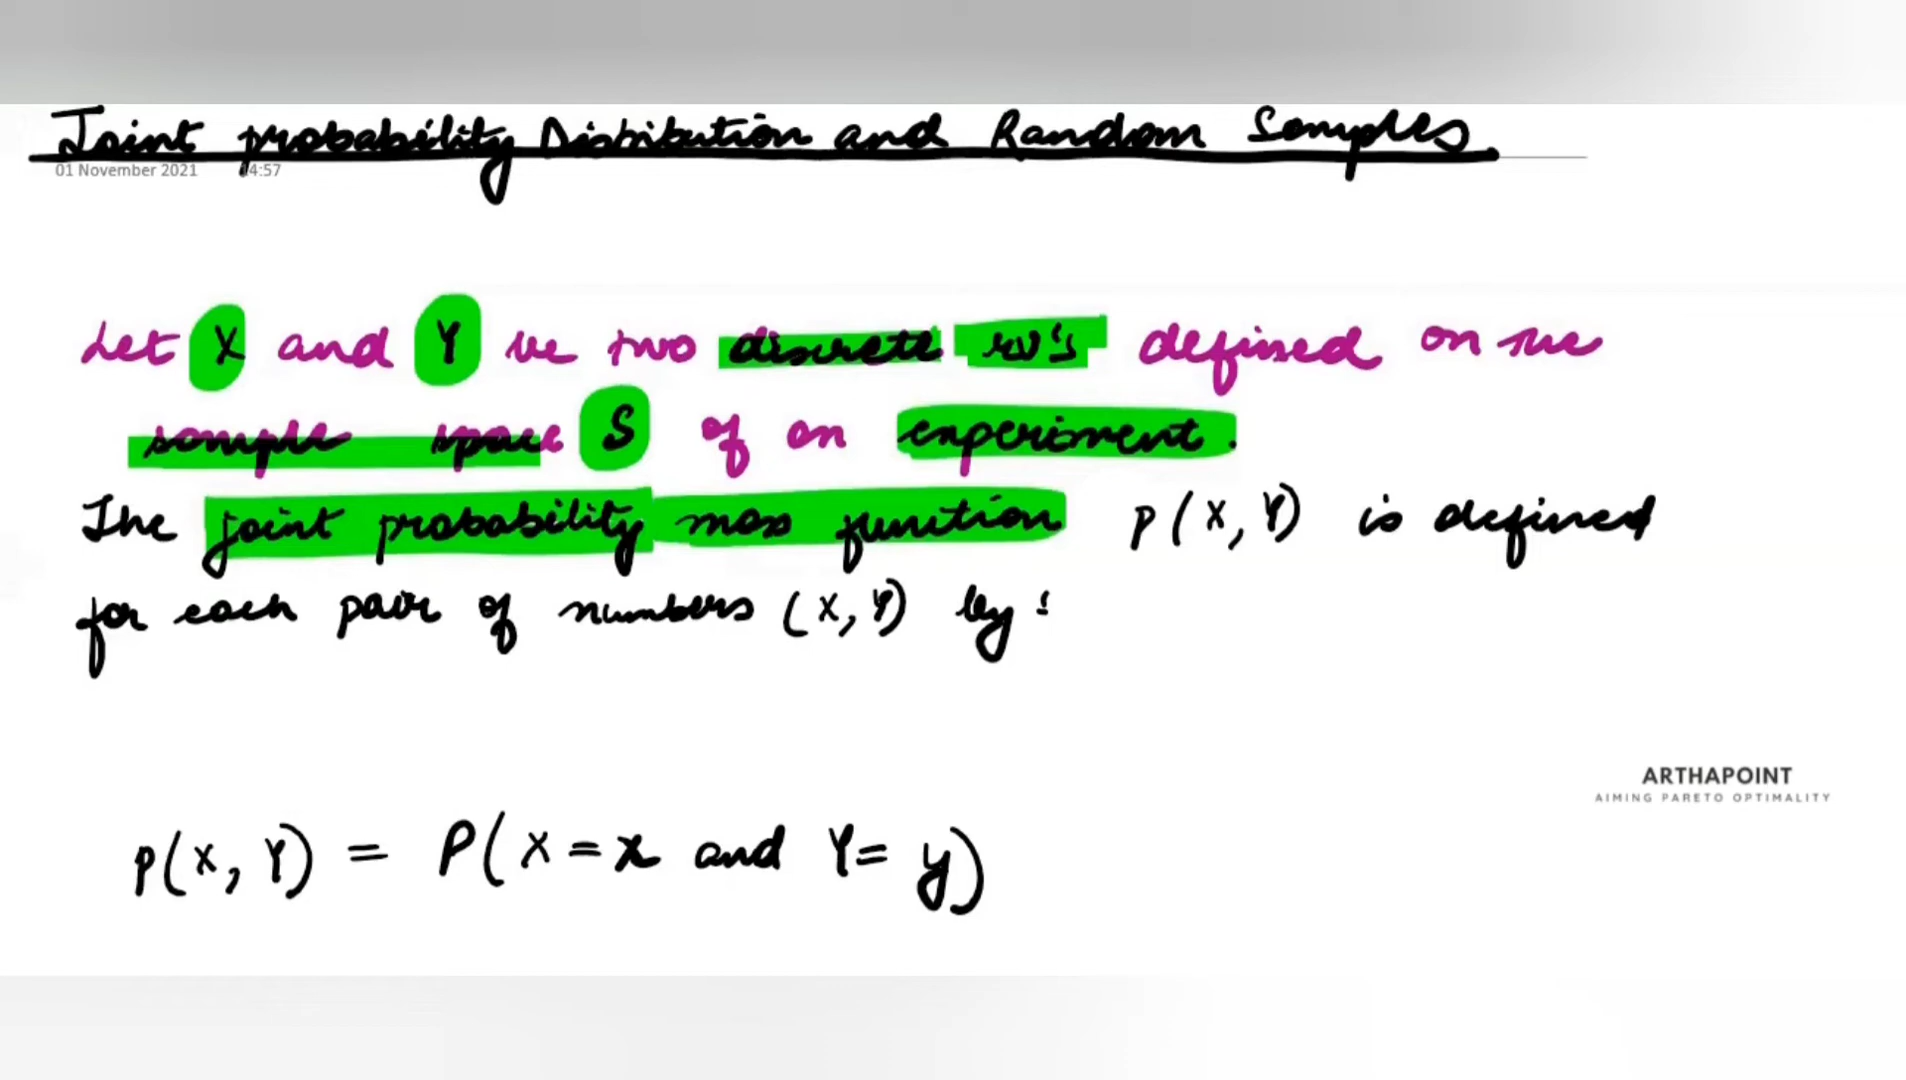 Joint probability Distribution and Random Samples
01 November 2021 14:57
Let X and Y be two discrete rv's defined on the
sample space S of an experiment.
The joint probability mass function P(X, Y) is defined
for each pair of numbers (X, Y) by:
ARTHAPOINT
AIMING PARETO OPTIMALITY
P(X, Y) = P(X = x and Y = y)